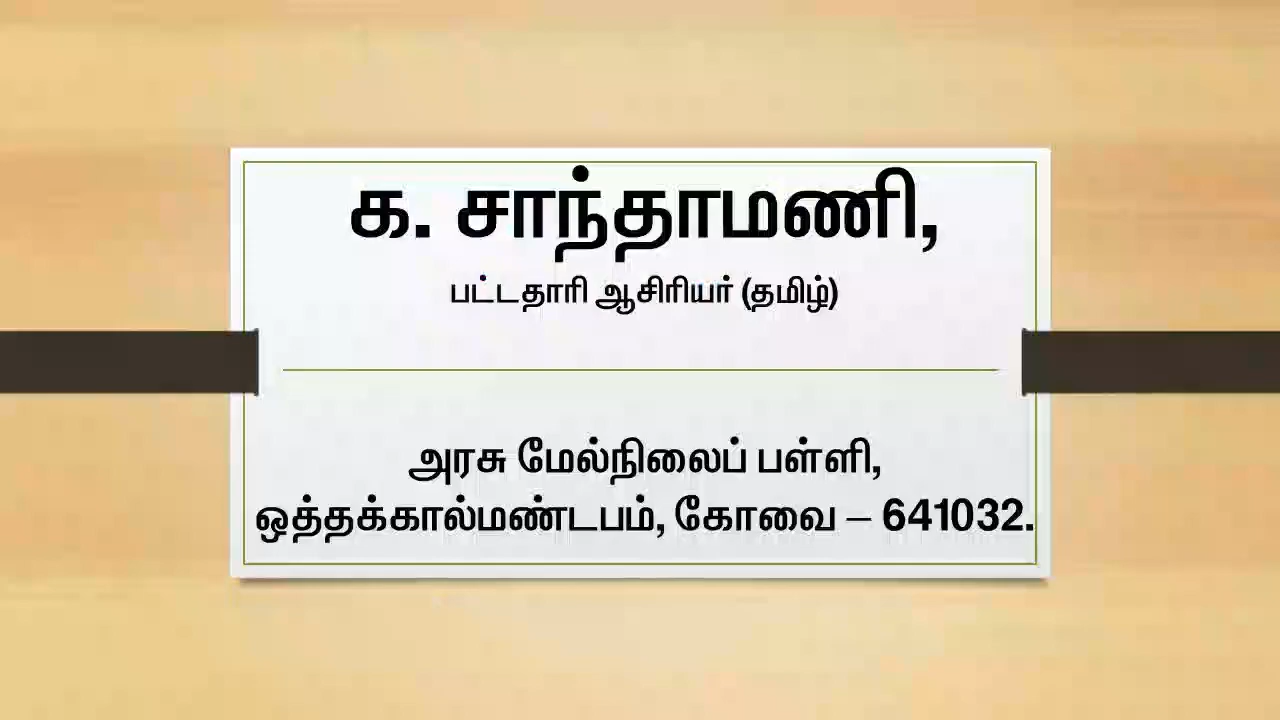 க. சாந்தாமணி,
பட்டதாரி ஆசிரியர் (தமிழ்)
அரசு மேல்நிலைப் பள்ளி,
ஒத்தக்கால்மண்டபம், கோவை – 641032.